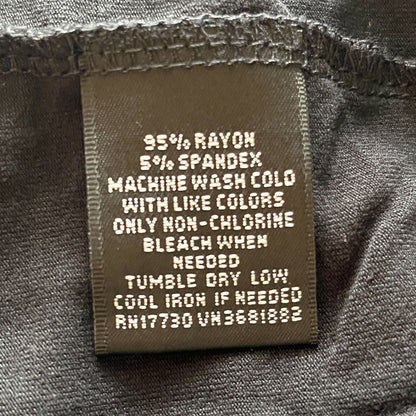 95% RAYON
5% SPANDEX
MACHINE WASH COLD
WITH LIKE COLORS
ONLY NON-CHLORINE
BLEACH WHEN
NEEDED
TUMBLE DRY LOW
COOL IRON IF NEEDED
RN17730 VN3681882